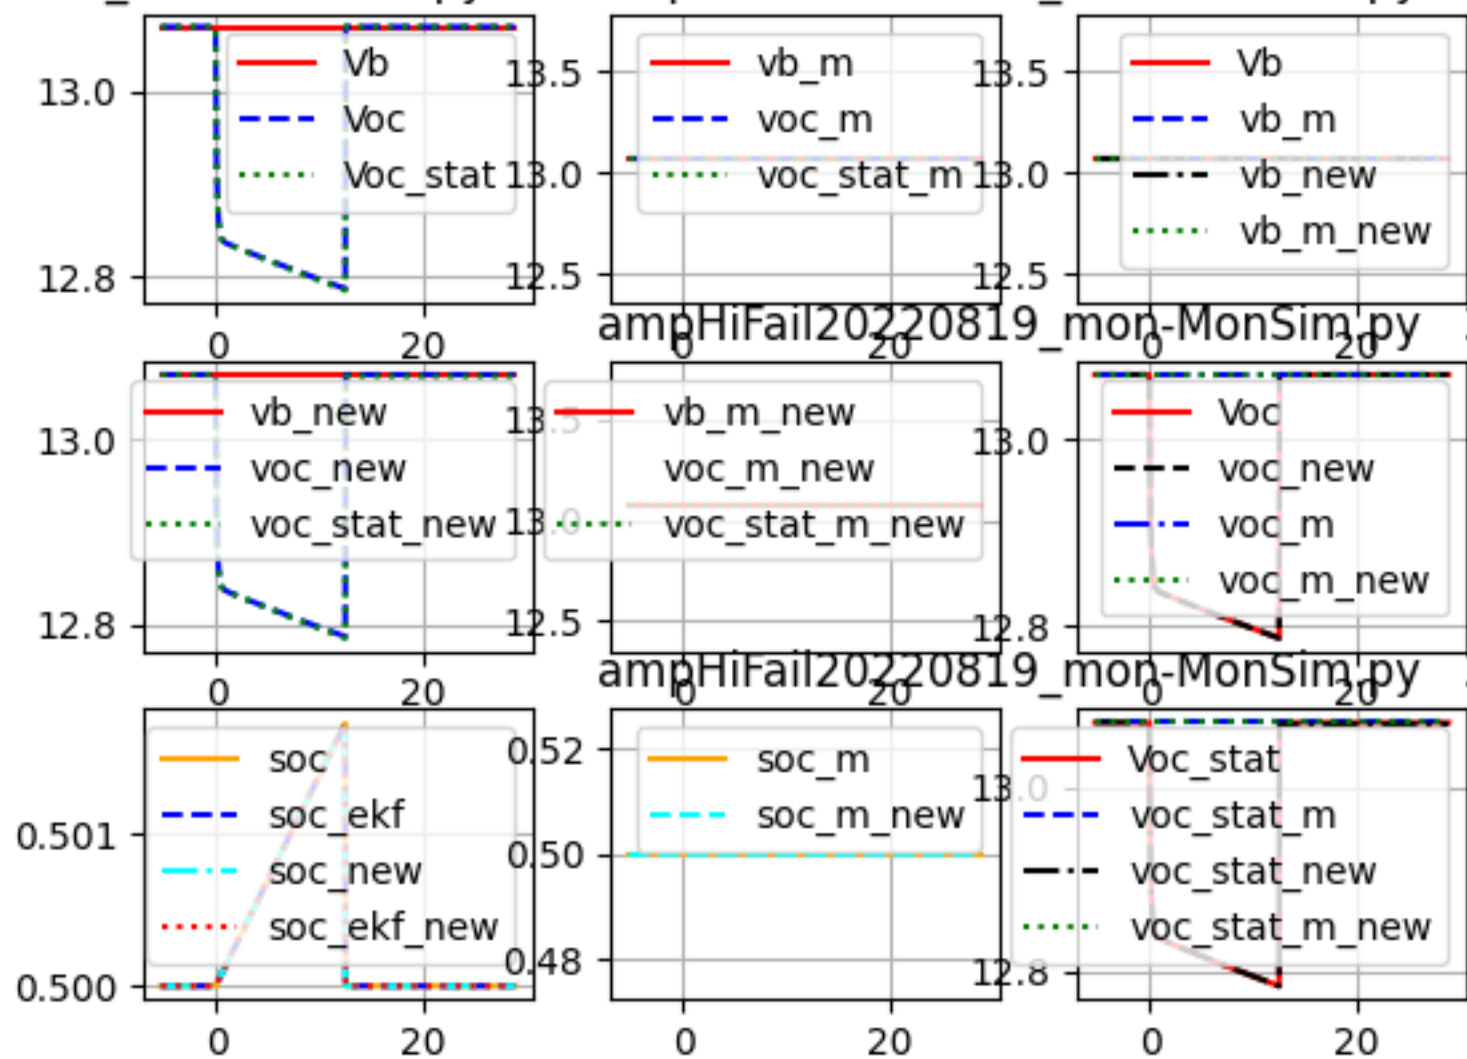 13.0
12.8
0
20
Vb
Voc
Voc_stat
13.5
13.0
12.5
0
20
vb_m
voc_m
voc_stat_m
13.5
13.0
12.5
0
20
Vb
vb_m
vb_new
vb_m_new
ampHiFail20220819_mon-MonSim.py
13.0
12.8
0
20
vb_new
voc_new
voc_stat_new
13.5
13.0
12.5
0
20
vb_m_new
voc_m_new
voc_stat_m_new
13.0
12.8
0
20
Voc
voc_new
voc_m
voc_m_new
ampHiFail20220819_mon-MonSim.py
0.501
0.500
0
20
soc
soc_ekf
soc_new
soc_ekf_new
0.52
0.50
0.48
0
20
soc_m
soc_m_new
13.0
12.8
0
20
Voc_stat
voc_stat_m
voc_stat_new
voc_stat_m_new